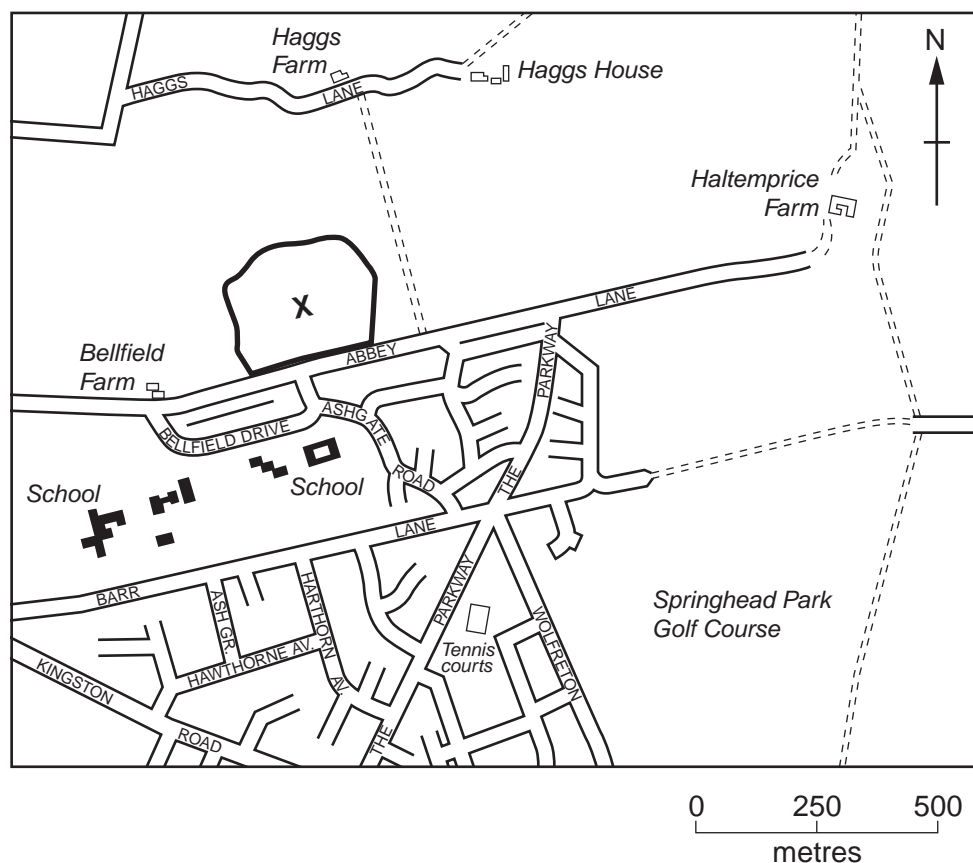 Haggs
Farm
Haggs House
HAGGS
LANE
N
Haltemprice
Farm
X
LANE
ABBEY
PARKWAY
Bellfield
Farm
ASHGATE
BELLFIELD DRIVE
THE
ROAD
School
School
LANE
BARR
ASH GR.
HARTHORN
AV.
PARKWAY
WOLFRETON
Springhead Park
Golf Course
Tennis
courts
HAWTHORNE AV.
KINGSTON
ROAD
THE
0 250 500
metres